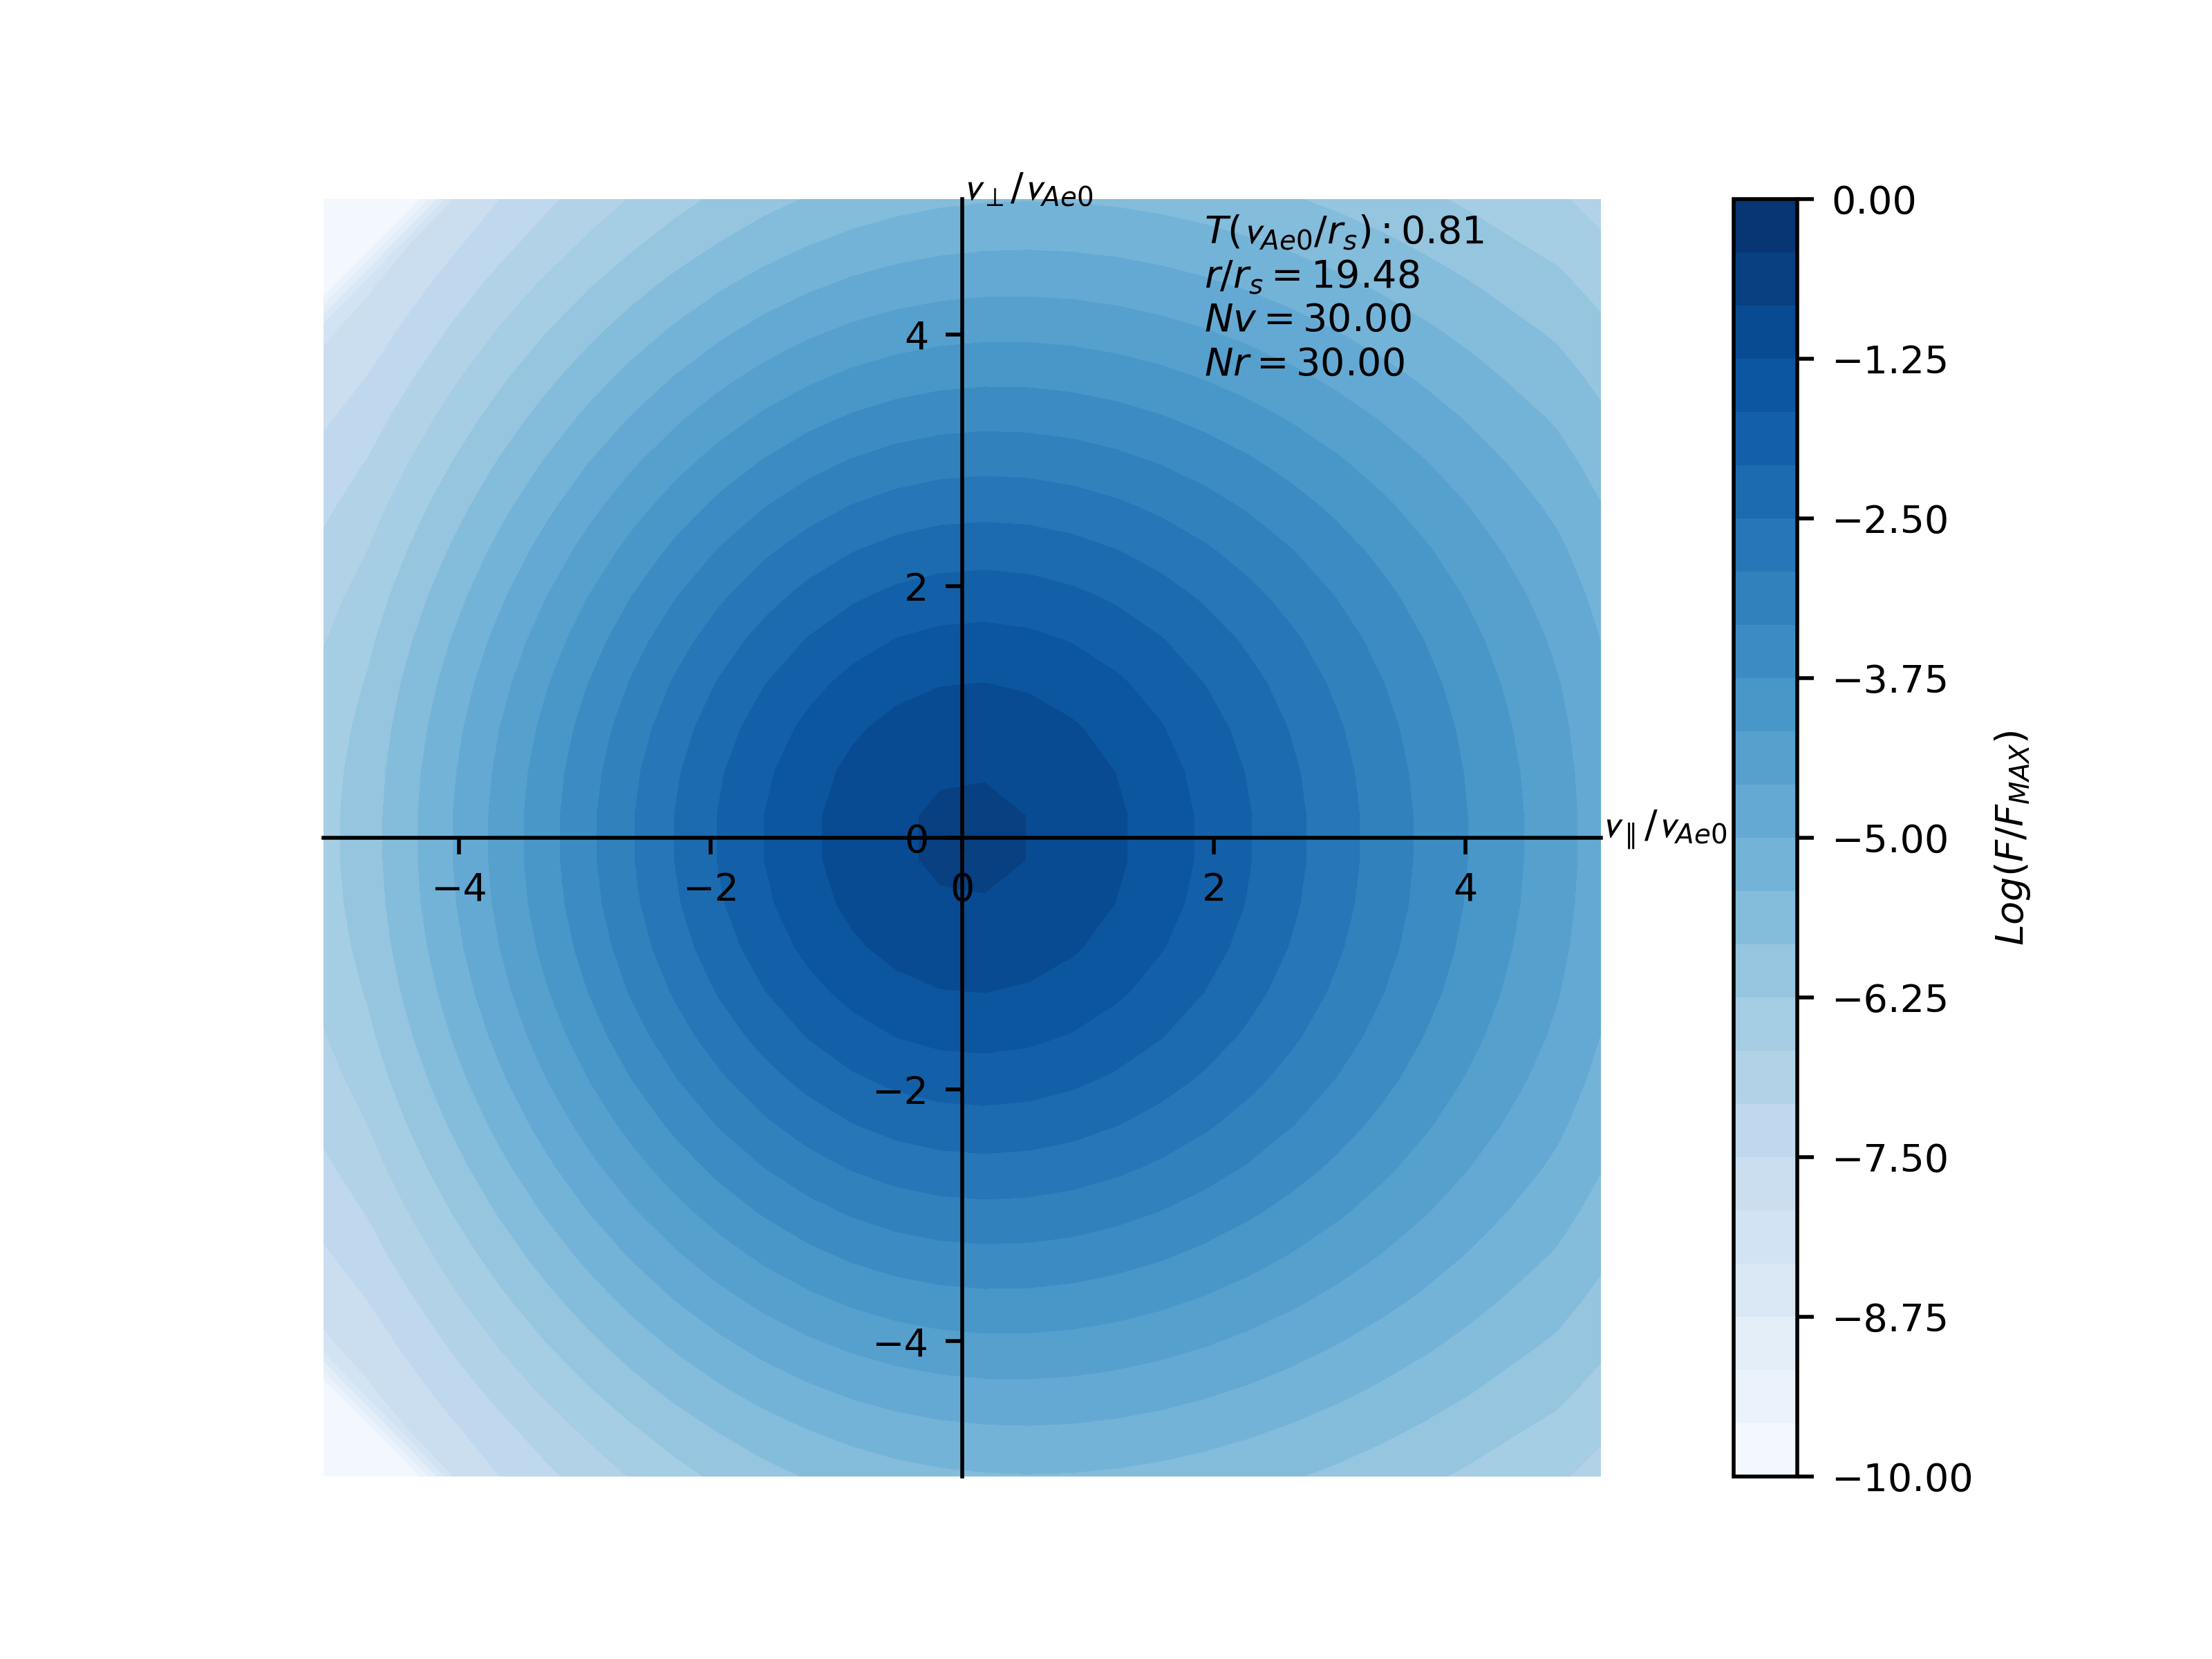 v⊥/vAe0
T(vAe0/rs) : 0.81
r/rs = 19.48
Nv = 30.00
Nr = 30.00
4
2
0
−2
−4
−4
−2
0
2
4
v∥/vAe0
0.00
−1.25
−2.50
−3.75
−5.00
−6.25
−7.50
−8.75
−10.00
Log(F/FMAX)